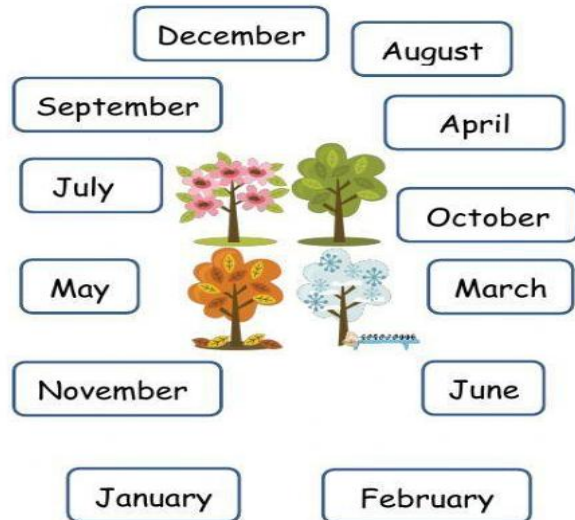 December
August
September
April
July
October
May
March
November
June
January
February